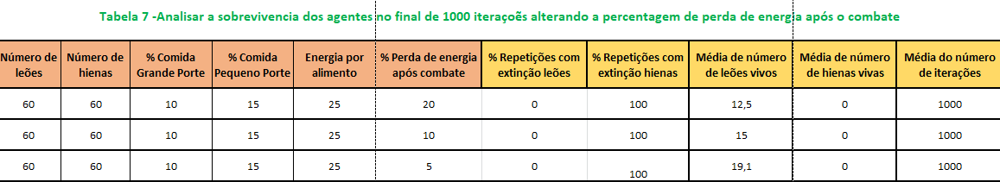 Tabela 7 -Analisar a sobrevivencia dos agentes no final de 1000 iteraçoẽs alterando a percentagem de perda de energia após o combate
Número de leões | Número de hienas | % Comida Grande Porte | % Comida Pequeno Porte | Energia por alimento | % Perda de energia após combate | % Repetições com extinção leões | % Repetições com extinção hienas | Média de número de leões vivos | Média de número de hienas vivas | Média do número de iterações
60 | 60 | 10 | 15 | 25 | 20 | 0 | 100 | 12,5 | 0 | 1000
60 | 60 | 10 | 15 | 25 | 10 | 0 | 100 | 15 | 0 | 1000
60 | 60 | 10 | 15 | 25 | 5 | 0 | 100 | 19,1 | 0 | 1000